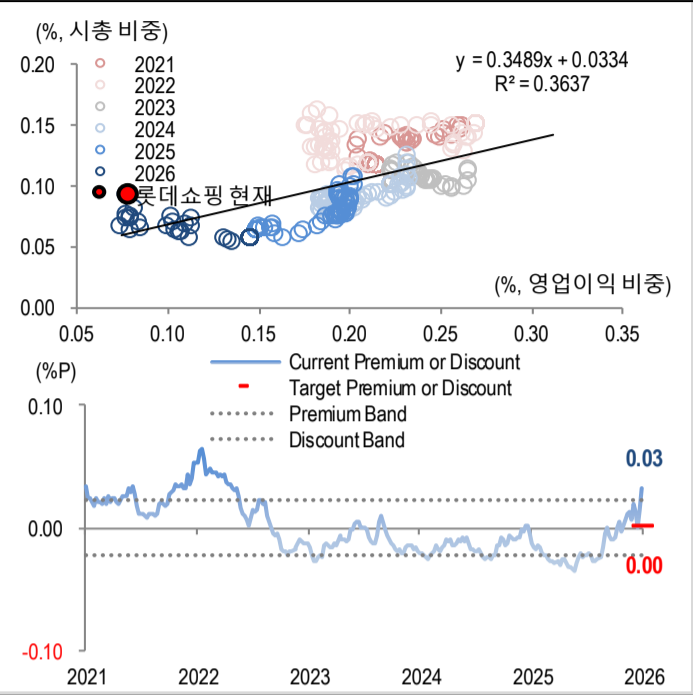 (%, 시총 비중)
y = 0.3489x + 0.0334
R² = 0.3637
0.20
0.15
0.10
0.05
0.00
2021
2022
2023
2024
2025
2026
롯데쇼핑 현재
(%, 영업이익 비중)
0.05 0.10 0.15 0.20 0.25 0.30 0.35
(%P)
Current Premium or Discount
Target Premium or Discount
Premium Band
Discount Band
0.10
0.00
-0.10
0.03
0.00
2021 2022 2023 2024 2025 2026